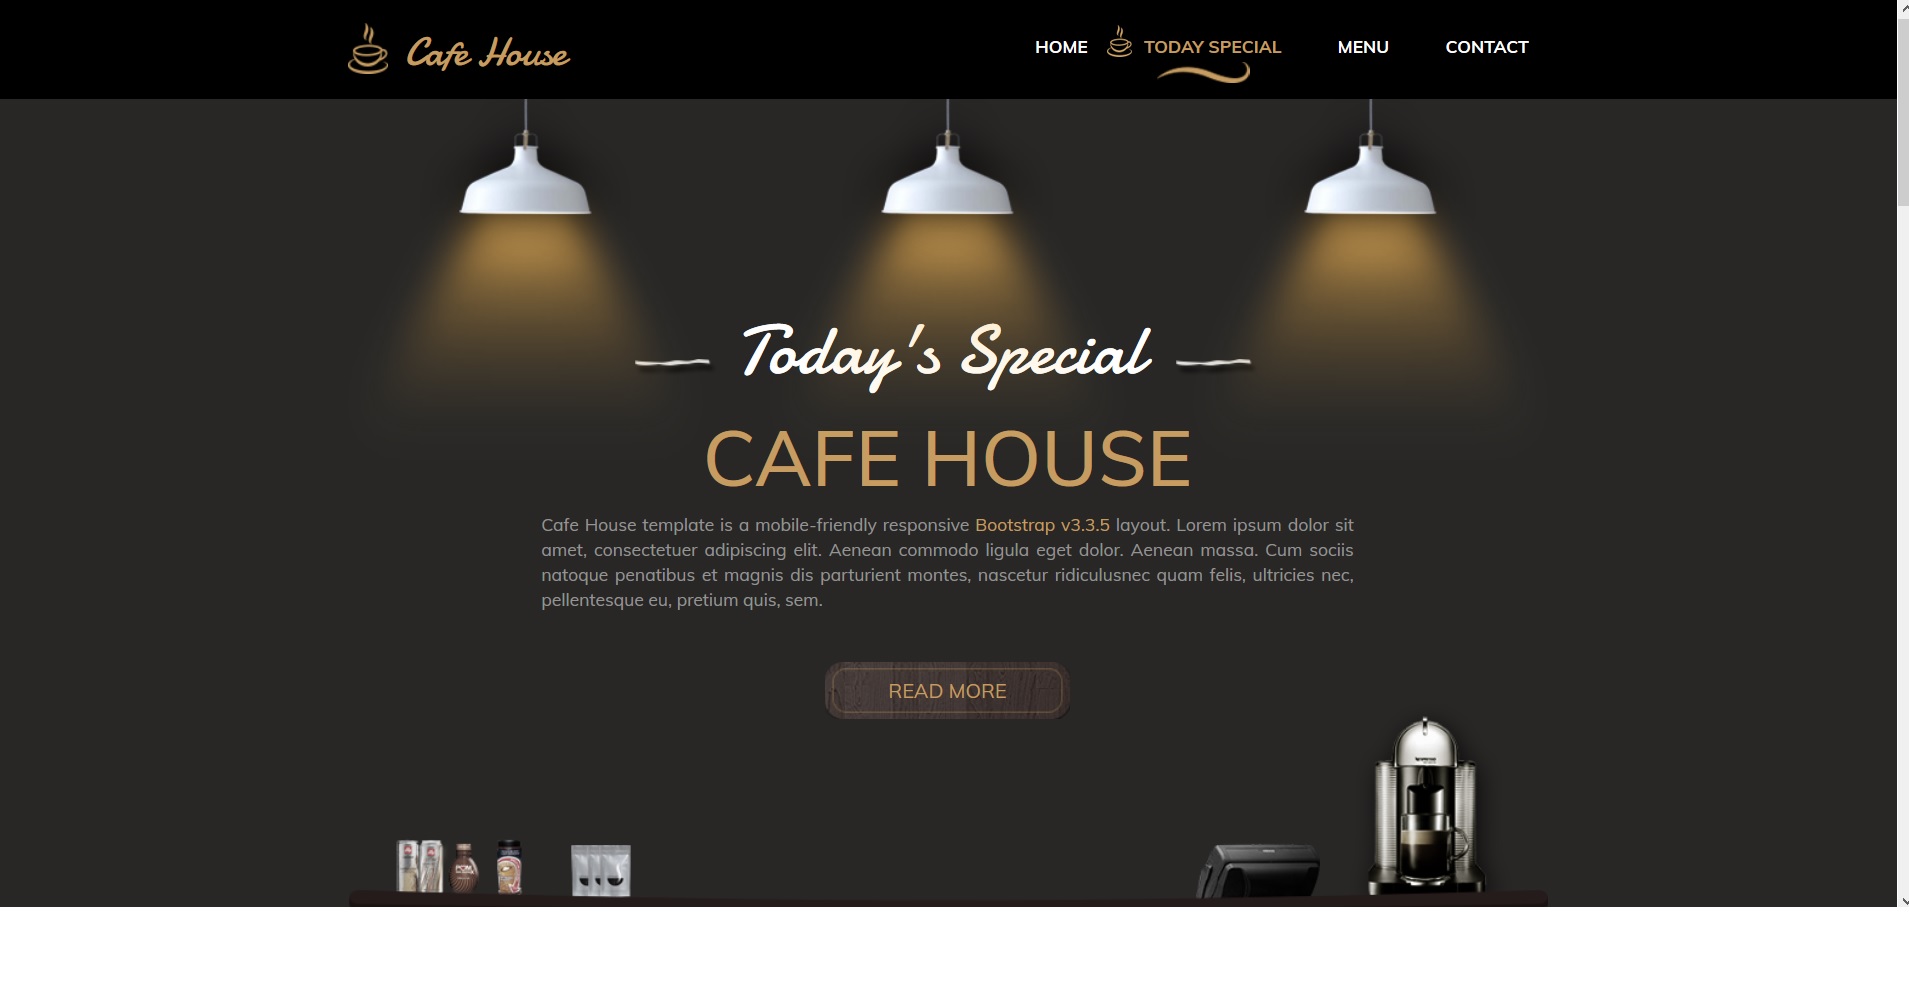 Cafe House
HOME
TODAY SPECIAL
MENU
CONTACT
Today's Special
CAFE HOUSE
Cafe House template is a mobile-friendly responsive Bootstrap v3.3.5 layout. Lorem ipsum dolor sit
amet, consectetuer adipiscing elit. Aenean commodo ligula eget dolor. Aenean massa. Cum sociis
natoque penatibus et magnis dis parturient montes, nascetur ridiculusnec quam felis, ultricies nec,
pellentesque eu, pretium quis, sem.
READ MORE
POM